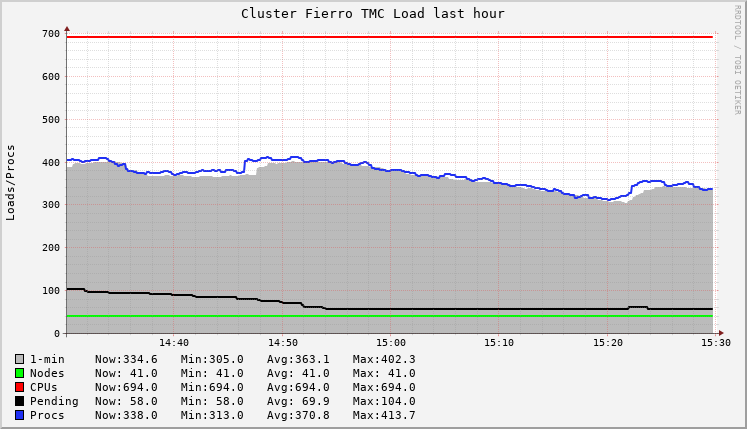 Cluster Fierro TMC Load last hour
RRDTOOL / TOBI OETIKER
Loads/Procs
700
600
500
400
300
200
100
0
14:40 14:50 15:00 15:10 15:20 15:30
1-min Now:334.6 Min:305.0 Avg:363.1 Max:402.3
Nodes Now: 41.0 Min: 41.0 Avg: 41.0 Max: 41.0
CPUs Now:694.0 Min:694.0 Avg:694.0 Max:694.0
Pending Now: 58.0 Min: 58.0 Avg: 69.9 Max:104.0
Procs Now:338.0 Min:313.0 Avg:370.8 Max:413.7